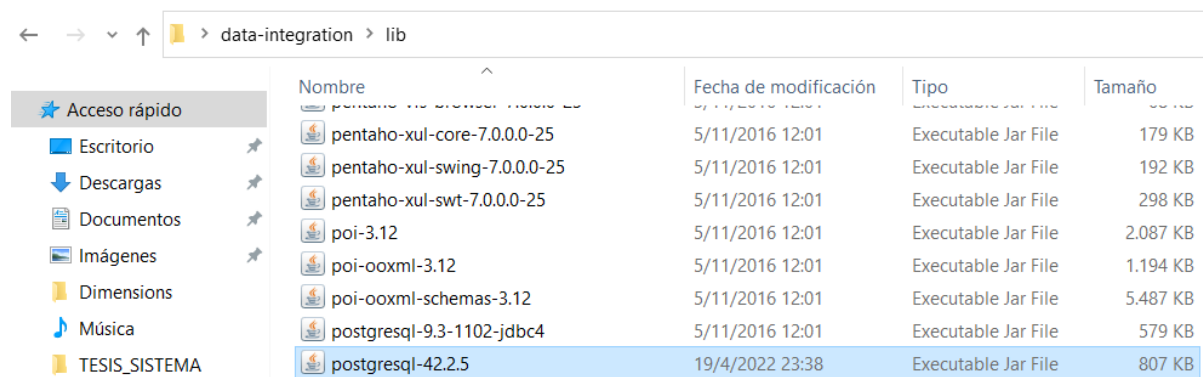 data-integration > lib
Nombre Fecha de modificación Tipo Tamaño
Acceso rápido
Escritorio
Descargas
Documentos
Imágenes
Dimensions
Música
TESIS_SISTEMA
pentaho-xul-core-7.0.0.0-25 5/11/2016 12:01 Executable Jar File 179 KB
pentaho-xul-swing-7.0.0.0-25 5/11/2016 12:01 Executable Jar File 192 KB
pentaho-xul-swt-7.0.0.0-25 5/11/2016 12:01 Executable Jar File 298 KB
poi-3.12 5/11/2016 12:01 Executable Jar File 2.087 KB
poi-ooxml-3.12 5/11/2016 12:01 Executable Jar File 1.194 KB
poi-ooxml-schemas-3.12 5/11/2016 12:01 Executable Jar File 5.487 KB
postgresql-9.3-1102-jdbc4 5/11/2016 12:01 Executable Jar File 579 KB
postgresql-42.2.5 19/4/2022 23:38 Executable Jar File 807 KB